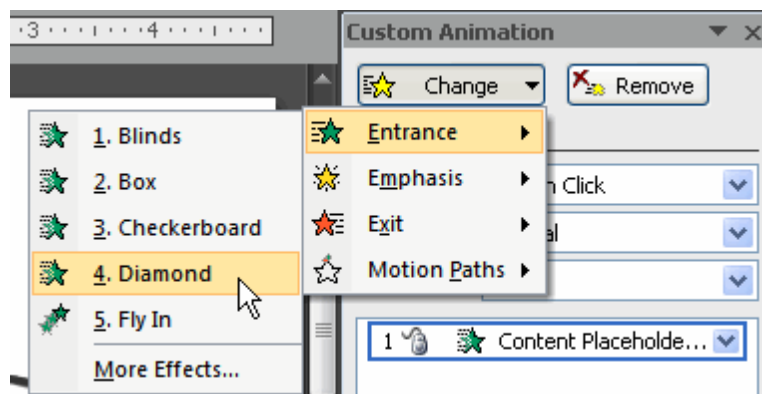 3 4
Custom Animation
Change Remove
1. Blinds
2. Box
3. Checkerboard
4. Diamond
5. Fly In
More Effects...
Entrance
Emphasis
Exit
Motion Paths
Click
1 Content Placeholde...